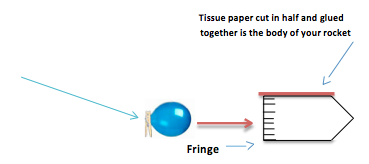 Tissue paper cut in half and glued
together is the body of your rocket
Fringe